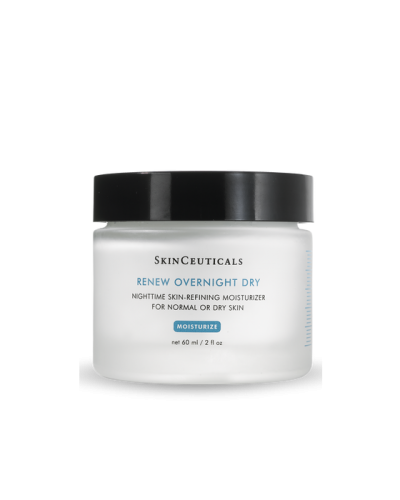 SKINCEUTICALS
RENEW OVERNIGHT DRY
NIGHTTIME SKIN-REFINING MOISTURIZER
FOR NORMAL OR DRY SKIN
MOISTURIZE
net 60 ml / 2 fl oz